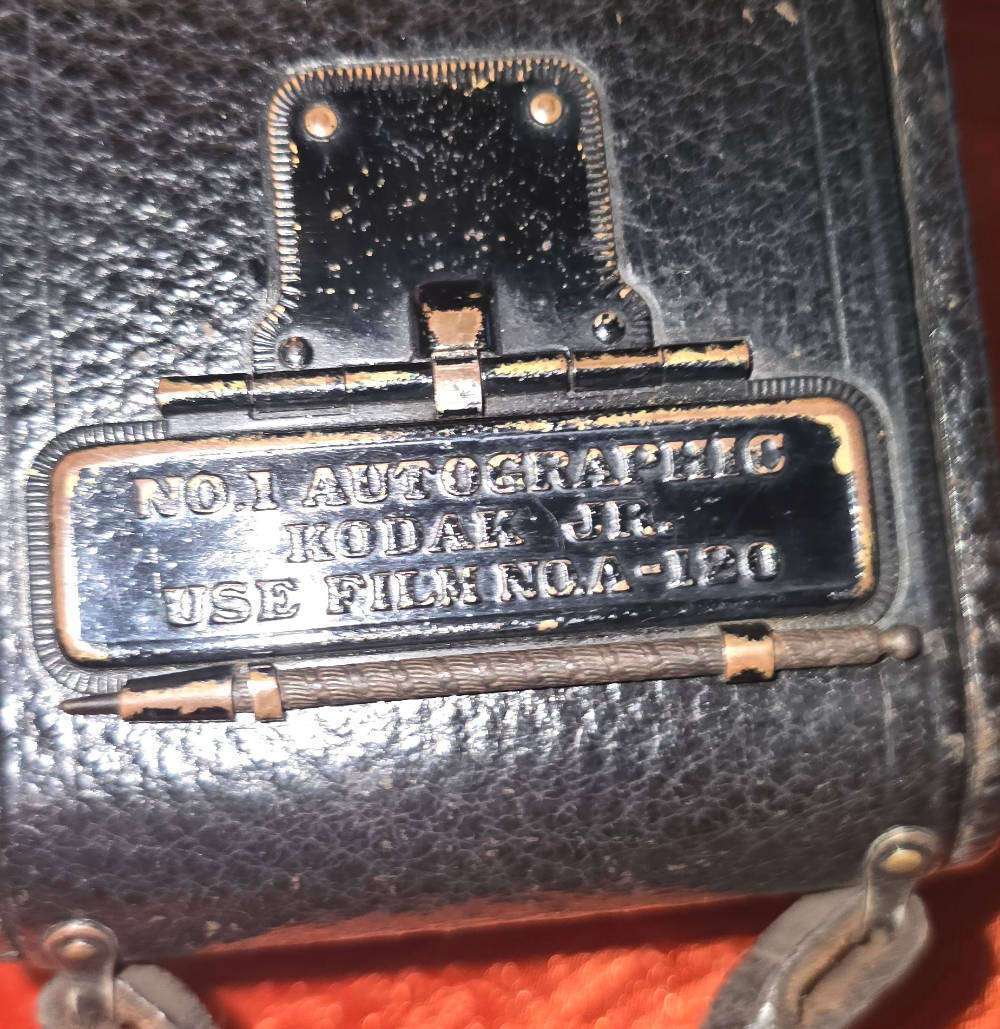 NO.1 AUTOGRAPHIC
KODAK JR.
USE FILM NO.A-120